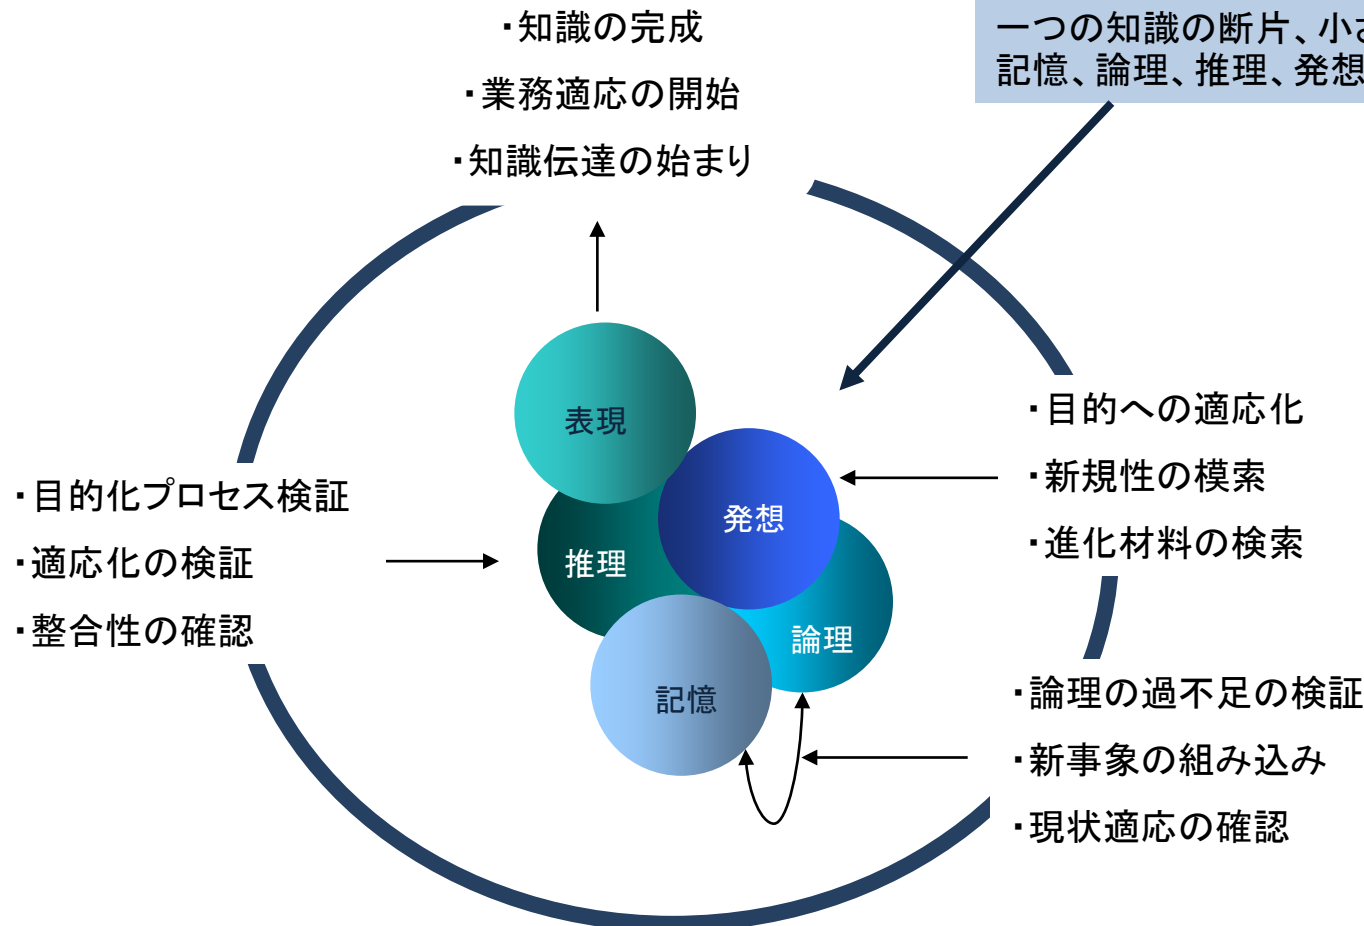 ・知識の完成
・業務適応の開始
・知識伝達の始まり
一つの知識の断片、小
記憶、論理、推理、発想
表現
発想
推理
論理
記憶
・目的への適応化
・新規性の模索
・進化材料の検索
・目的化プロセス検証
・適応化の検証
・整合性の確認
・論理の過不足の検証
・新事象の組み込み
・現状適応の確認